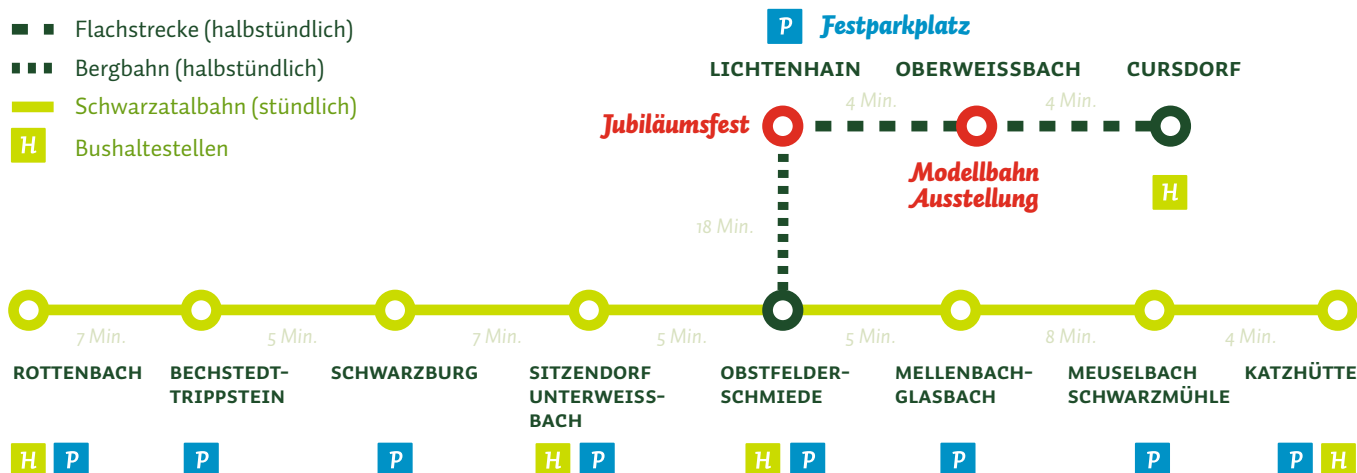 Flachstrecke (halbstündlich)
Bergbahn (halbstündlich)
Schwarzatalbahn (stündlich)
H Bushaltestellen
P Festparkplatz
LICHTENHAIN OBERWEISSBACH CURSDORF
4 Min. 4 Min.
Jubiläumsfest
Modellbahn
Ausstellung
H
18 Min.
7 Min. 5 Min. 7 Min. 5 Min. 5 Min. 8 Min. 4 Min.
ROTTENBACH
BECHSTEDT-
TRIPPSTEIN
SCHWARZBURG
SITZENDORF
UNTERWEISS-
BACH
OBSTFELDER-
SCHMIEDE
MELLENBACH-
GLASBACH
MEUSELBACH
SCHWARZMÜHLE
KATZHÜTTE
H P P P H P H P P P P H